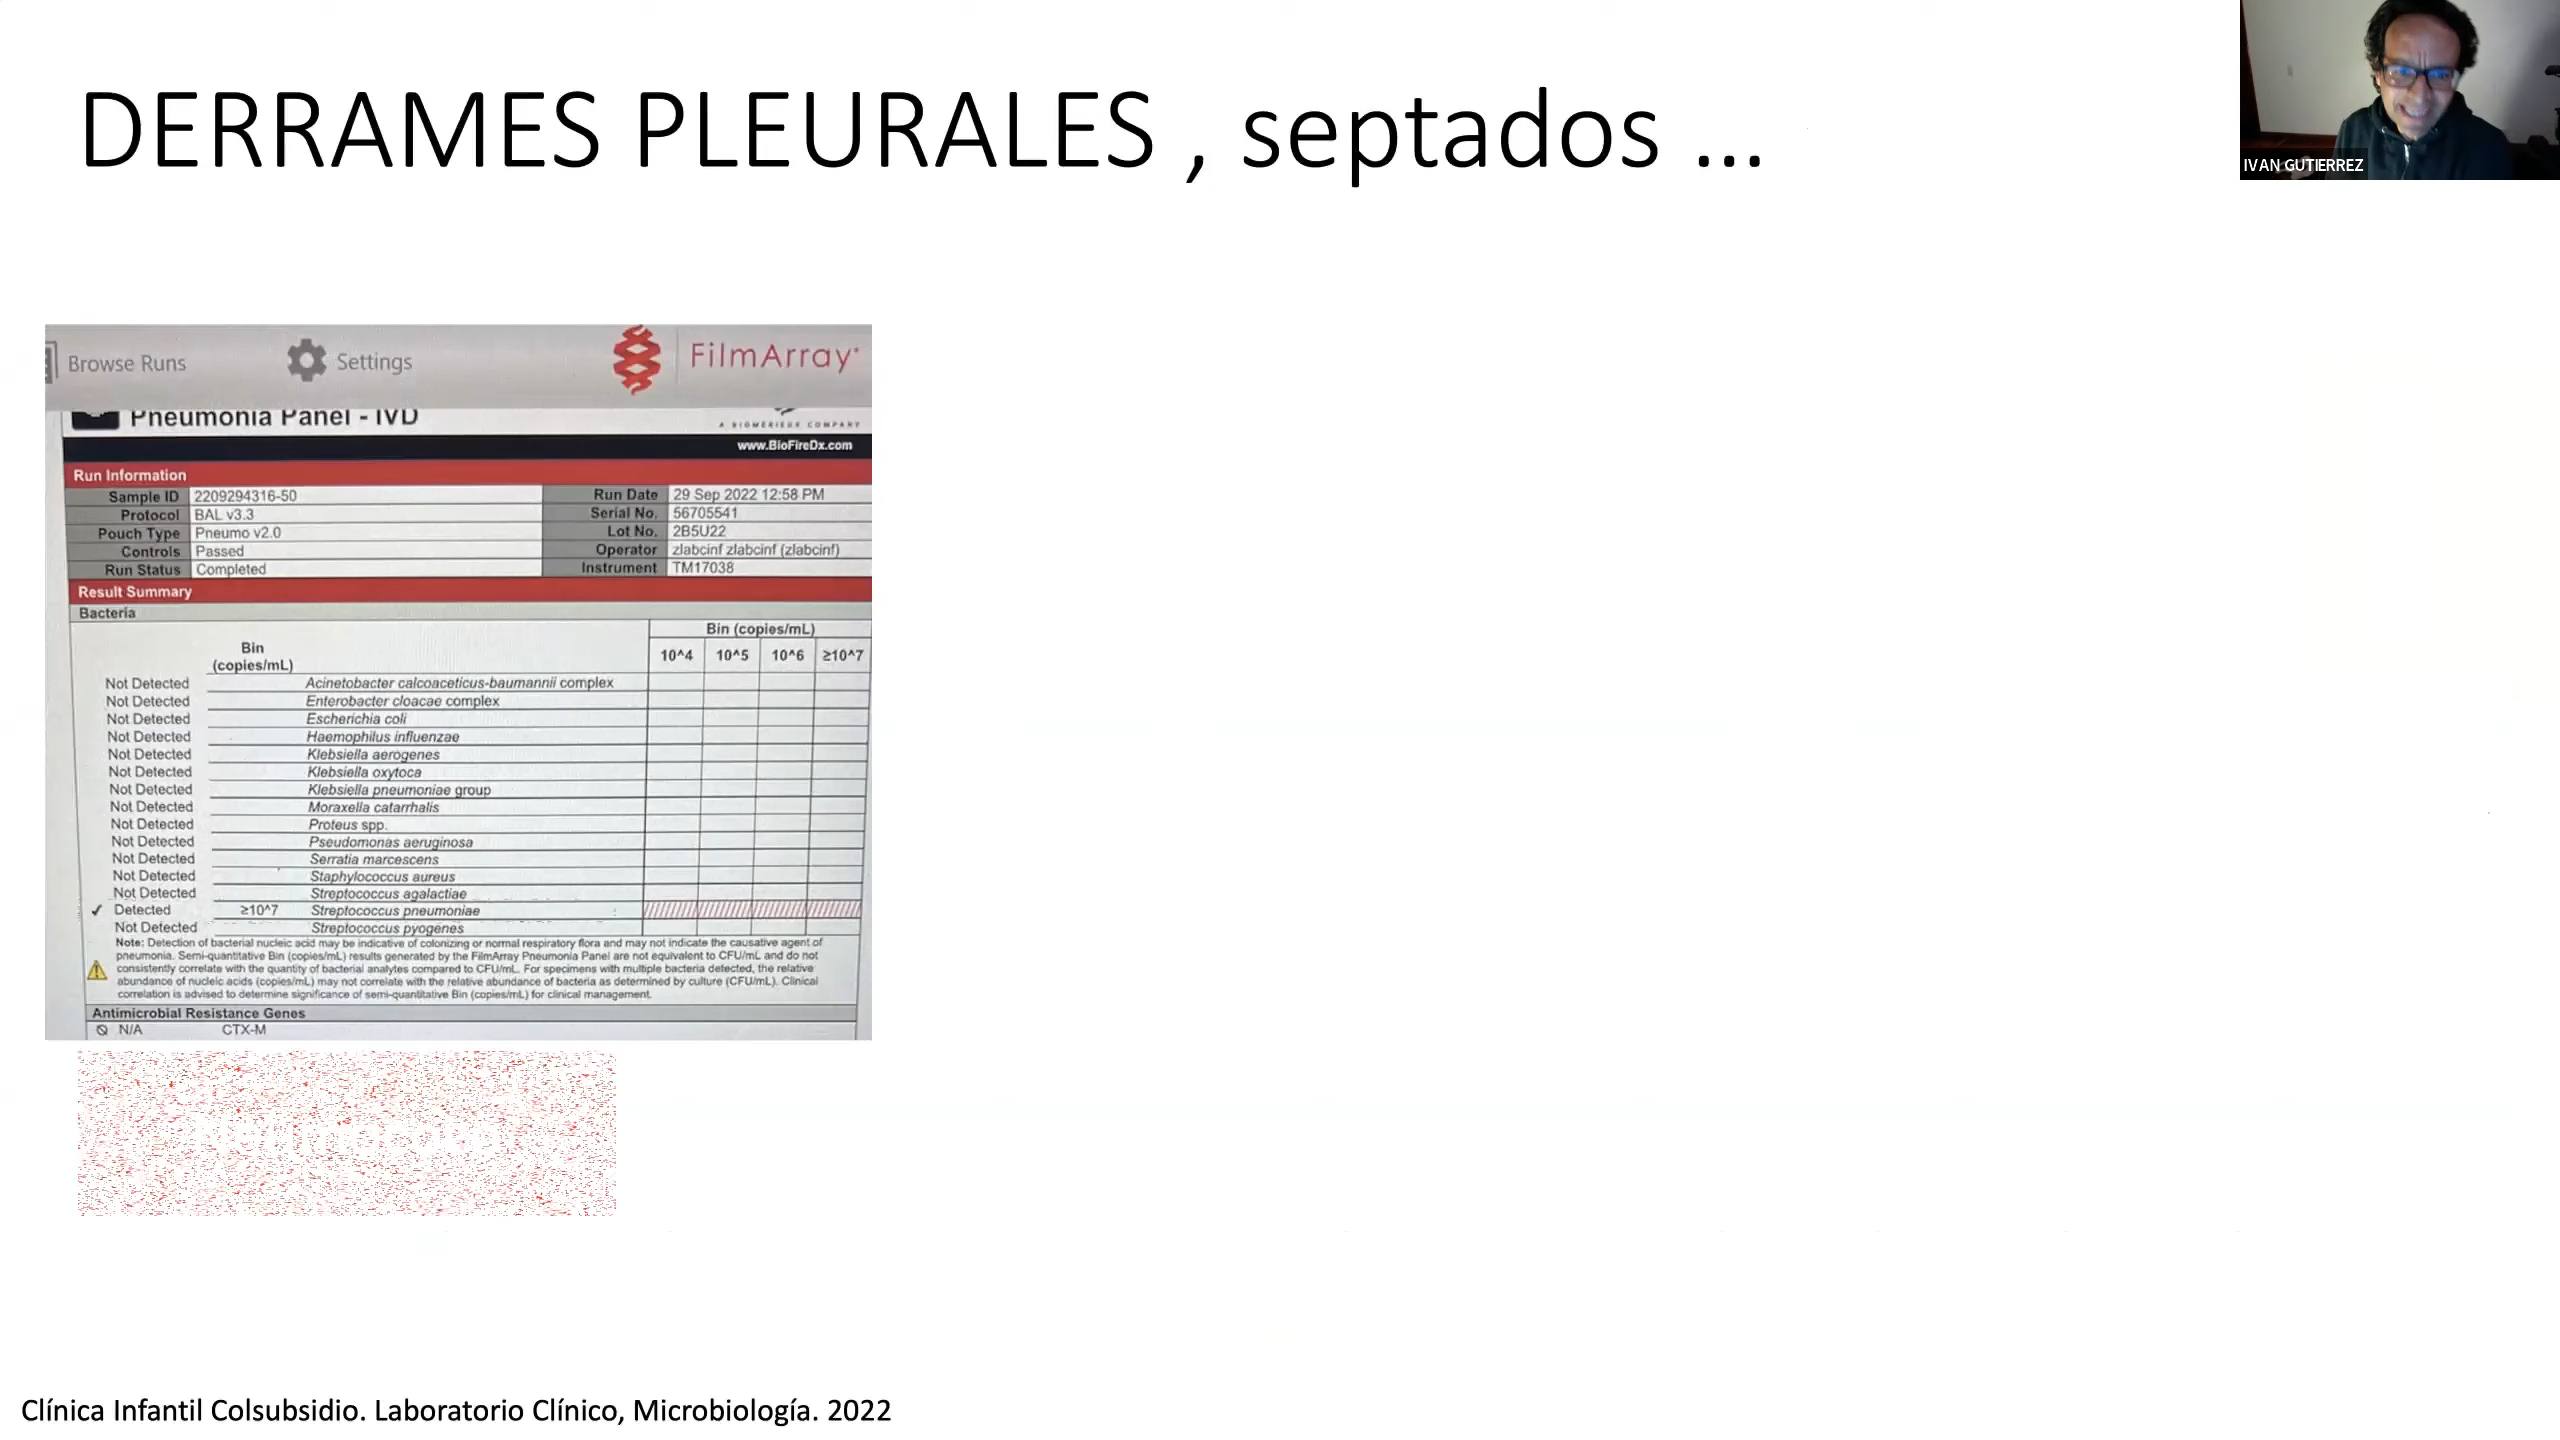 DERRAMES PLEURALES , septados ...
IVAN GUTIERREZ
Browse Runs
Settings
FilmArray
Pneumonia Panel - IVD
A BIOMÉRIEUX COMPANY
www.BioFireDx.com
Run Information
Sample ID 2209294316-50 Run Date 29 Sep 2022 12:58 PM
Protocol BAL v3.3 Serial No. 56705541
Pouch Type Pneumo v2.0 Lot No. 2B5U22
Controls Passed Operator zlabcinf zlabcinf (zlabcinf)
Run Status Completed Instrument TM17038
Result Summary
Bacteria
Bin (copies/mL)
Bin
(copies/mL)
10^4 10^5 10^6 ≥10^7
Not Detected Acinetobacter calcoaceticus-baumannii complex
Not Detected Enterobacter cloacae complex
Not Detected Escherichia coli
Not Detected Haemophilus influenzae
Not Detected Klebsiella aerogenes
Not Detected Klebsiella oxytoca
Not Detected Klebsiella pneumoniae group
Not Detected Moraxella catarrhalis
Not Detected Proteus spp.
Not Detected Pseudomonas aeruginosa
Not Detected Serratia marcescens
Not Detected Staphylococcus aureus
Not Detected Streptococcus agalactiae
✓ Detected ≥10^7 Streptococcus pneumoniae
Not Detected Streptococcus pyogenes
Note: Detection of bacterial nucleic acid may be indicative of colonizing or normal respiratory flora and may not indicate the causative agent of
pneumonia. Semi-quantitative Bin (copies/mL) results generated by the FilmArray Pneumonia Panel are not equivalent to CFU/mL and do not
consistently correlate with the quantity of bacterial analytes compared to CFU/mL. For specimens with multiple bacteria detected, the relative
abundance of nucleic acids (copies/mL) may not correlate with the relative abundance of bacteria as determined by culture (CFU/mL). Clinical
correlation is advised to determine significance of semi-quantitative Bin (copies/mL) for clinical management.
Antimicrobial Resistance Genes
N/A CTX-M
Clínica Infantil Colsubsidio. Laboratorio Clínico, Microbiología. 2022